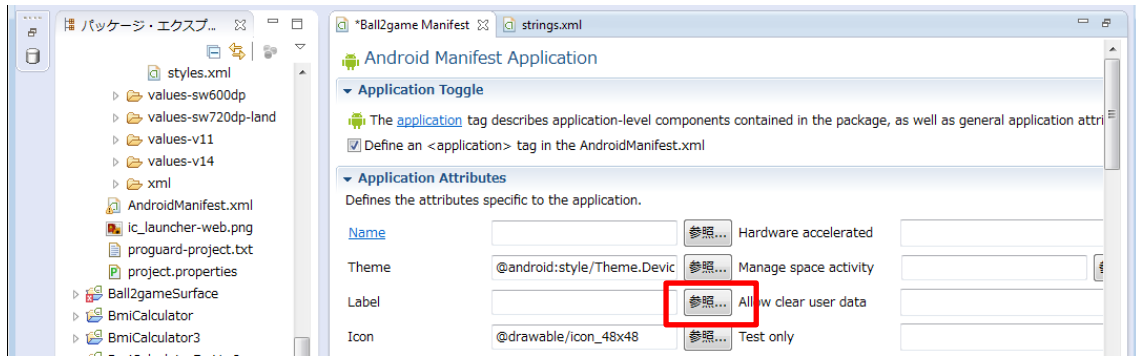 パッケージ・エクスプ...
styles.xml
values-sw600dp
values-sw720dp-land
values-v11
values-v14
xml
AndroidManifest.xml
ic_launcher-web.png
proguard-project.txt
project.properties
Ball2gameSurface
BmiCalculator
BmiCalculator3
*Ball2game Manifest
strings.xml
Android Manifest Application
Application Toggle
The application tag describes application-level components contained in the package, as well as general application attri
Define an <application> tag in the AndroidManifest.xml
Application Attributes
Defines the attributes specific to the application.
Name 参照... Hardware accelerated
Theme @android:style/Theme.Devic 参照... Manage space activity
Label 参照... Allow clear user data
Icon @drawable/icon_48x48 参照... Test only